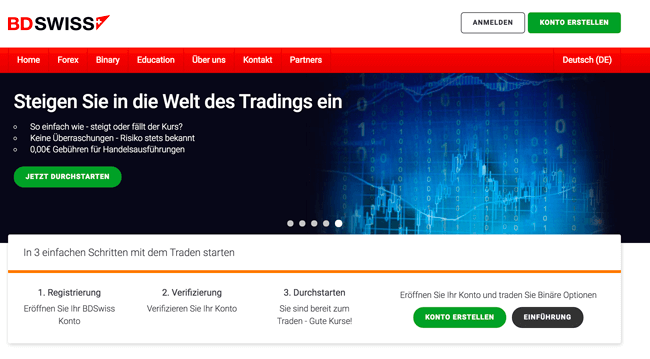 BDSWISS
ANMELDEN
KONTO ERSTELLEN
Home Forex Binary Education Über uns Kontakt Partners Deutsch (DE)
Steigen Sie in die Welt des Tradings ein
So einfach wie - steigt oder fällt der Kurs?
Keine Überraschungen - Risiko stets bekannt
0,00€ Gebühren für Handelsausführungen
JETZT DURCHSTARTEN
In 3 einfachen Schritten mit dem Traden starten
1. Registrierung
Eröffnen Sie Ihr BDSwiss
Konto
2. Verifizierung
Verifizieren Sie Ihr Konto
3. Durchstarten
Sie sind bereit zum
Traden - Gute Kurse!
Eröffnen Sie Ihr Konto und traden Sie Binäre Optionen
KONTO ERSTELLEN
EINFÜHRUNG